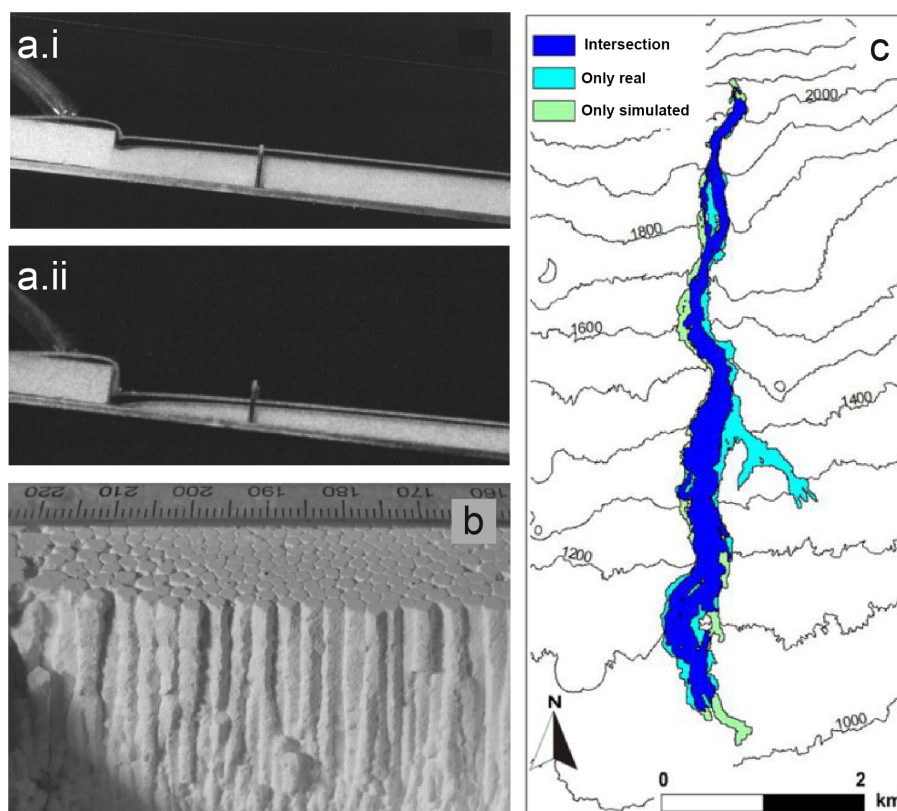 a.i
a.ii
220 210 200 190 180 170 160
b
Intersection
Only real
Only simulated
c
2000
1800
1600
1400
1200
1000
N
0 2
km